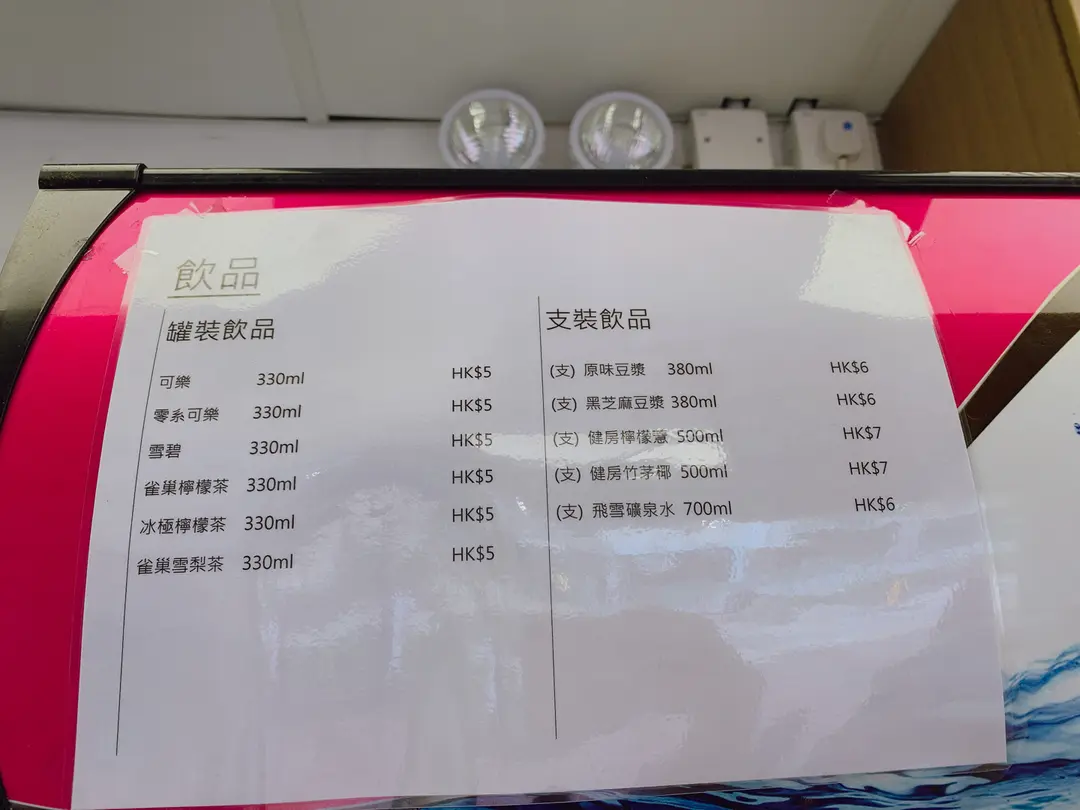 飲品
罐裝飲品
可樂 330ml HK$5
零系可樂 330ml HK$5
雪碧 330ml HK$5
雀巢檸檬茶 330ml HK$5
冰極檸檬茶 330ml HK$5
雀巢雪梨茶 330ml HK$5
支裝飲品
(支) 原味豆漿 380ml HK$6
(支) 黑芝麻豆漿 380ml HK$6
(支) 健房檸檬薏 500ml HK$7
(支) 健房竹茅椰 500ml HK$7
(支) 飛雪礦泉水 700ml HK$6